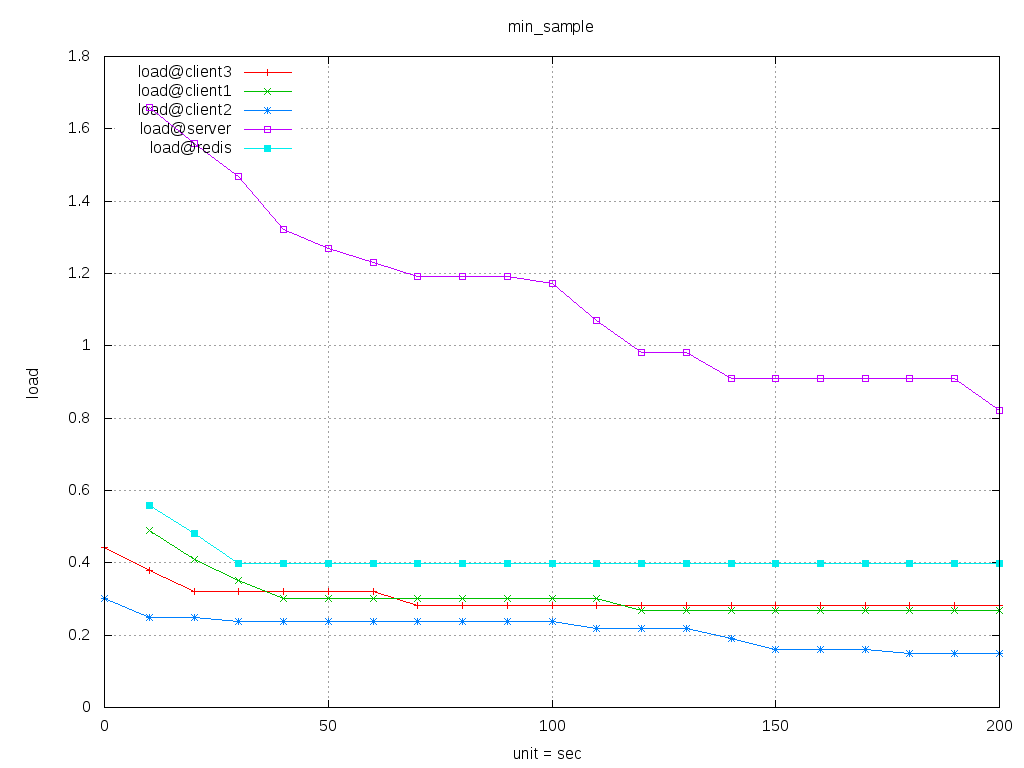 min_sample
load@client3
load@client1
load@client2
load@server
load@redis
1.8
1.6
1.4
1.2
1
0.8
0.6
0.4
0.2
0
load
0 50 100 150 200
unit = sec